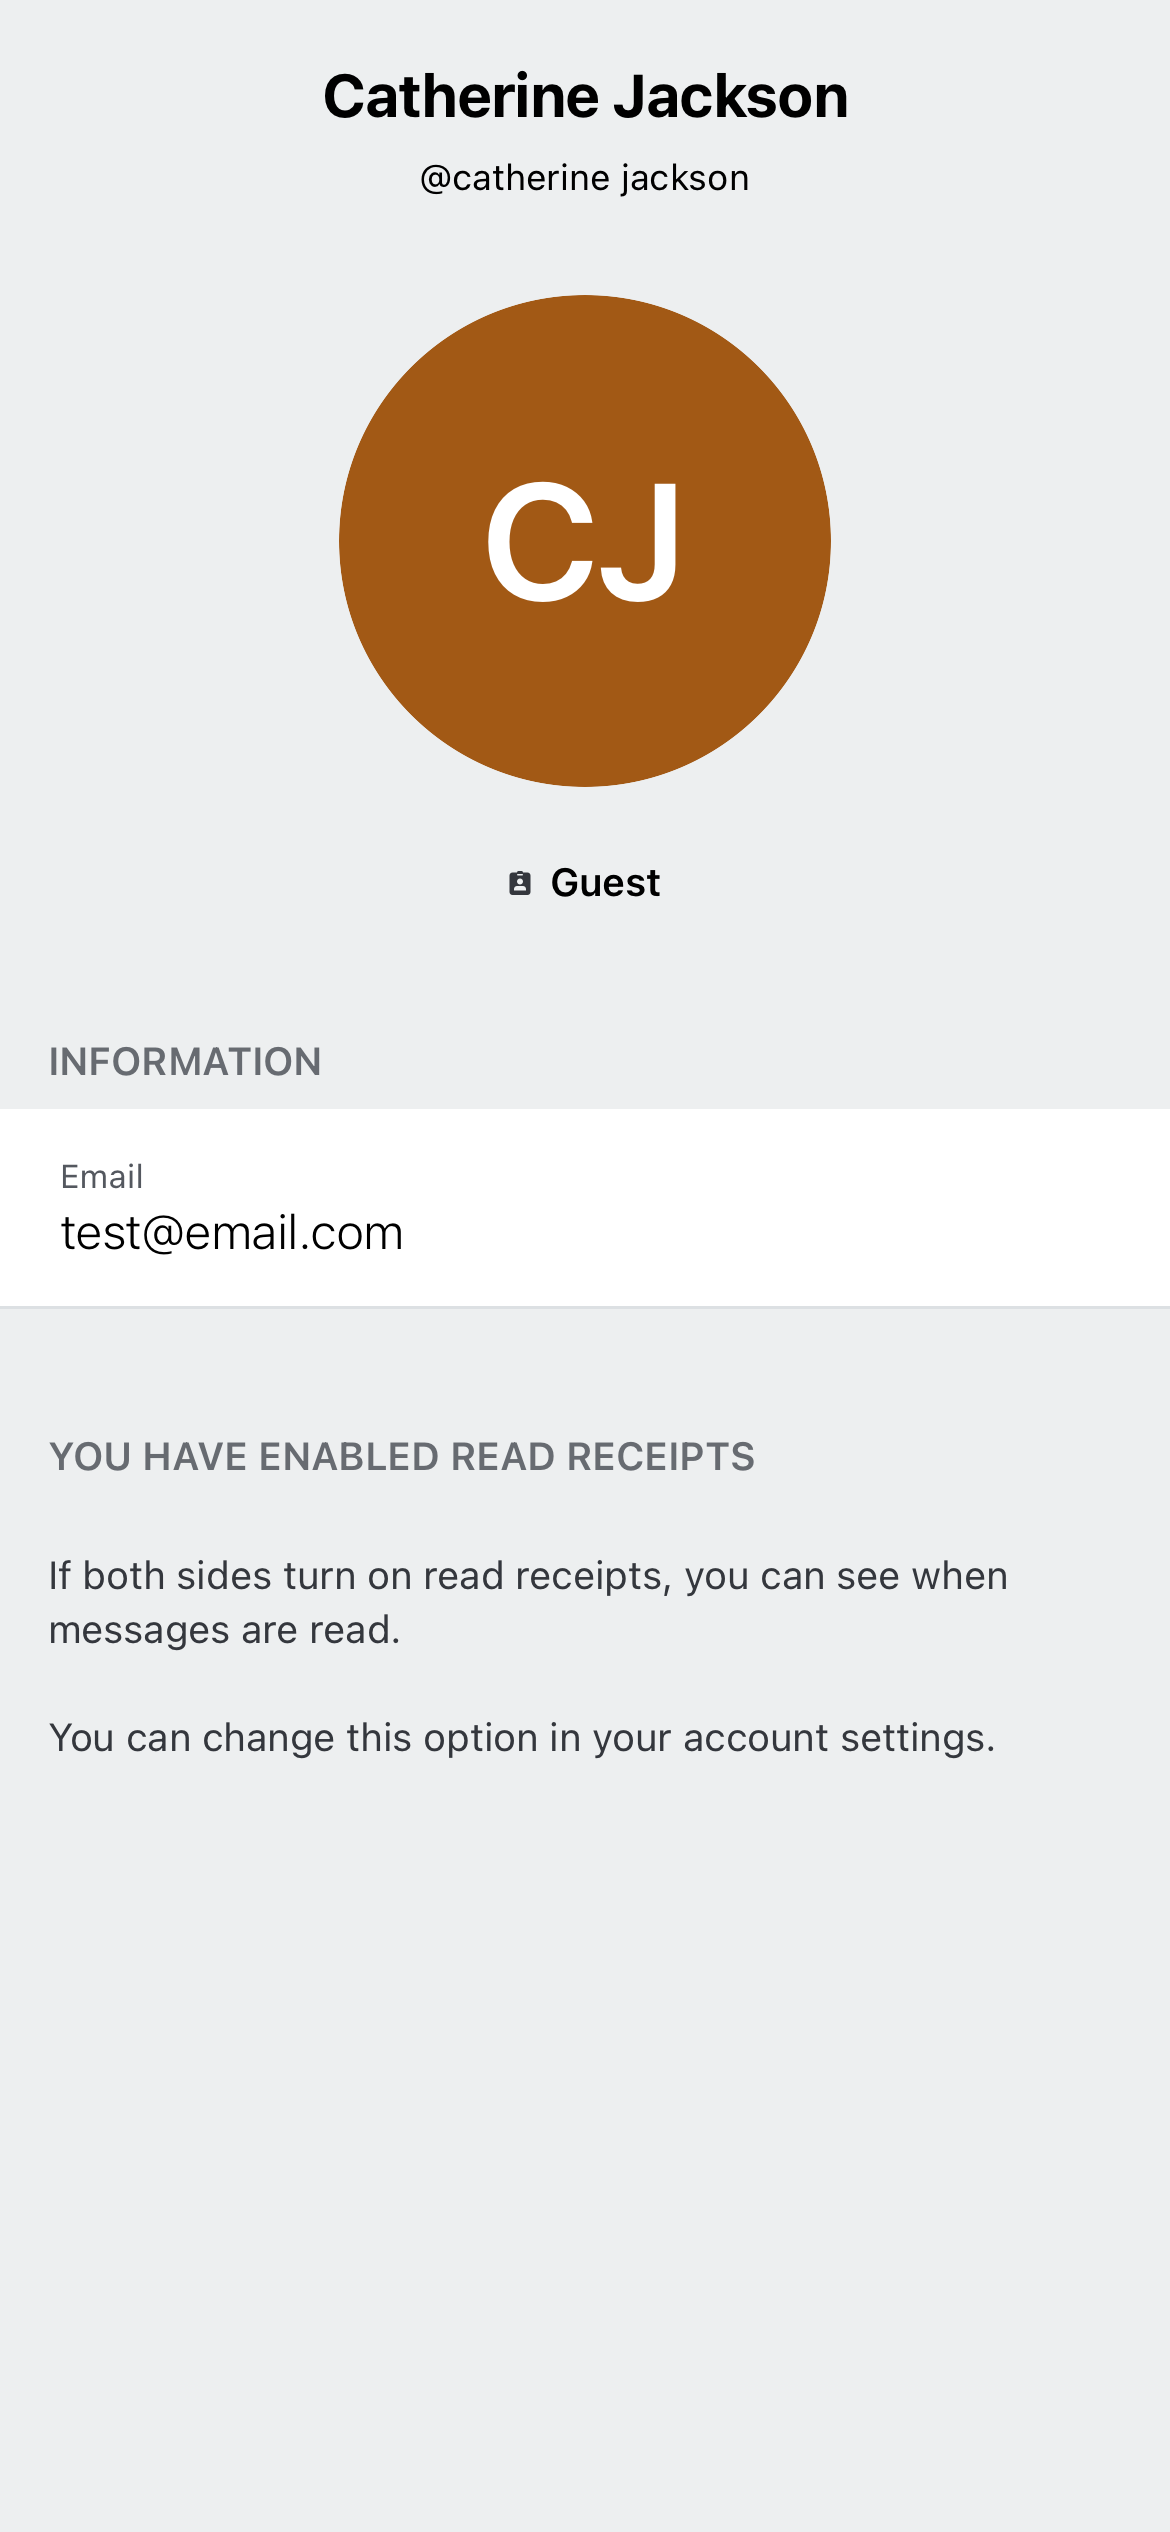 Catherine Jackson
@catherine jackson
CJ
Guest
INFORMATION
Email
test@email.com
YOU HAVE ENABLED READ RECEIPTS
If both sides turn on read receipts, you can see when
messages are read.
You can change this option in your account settings.